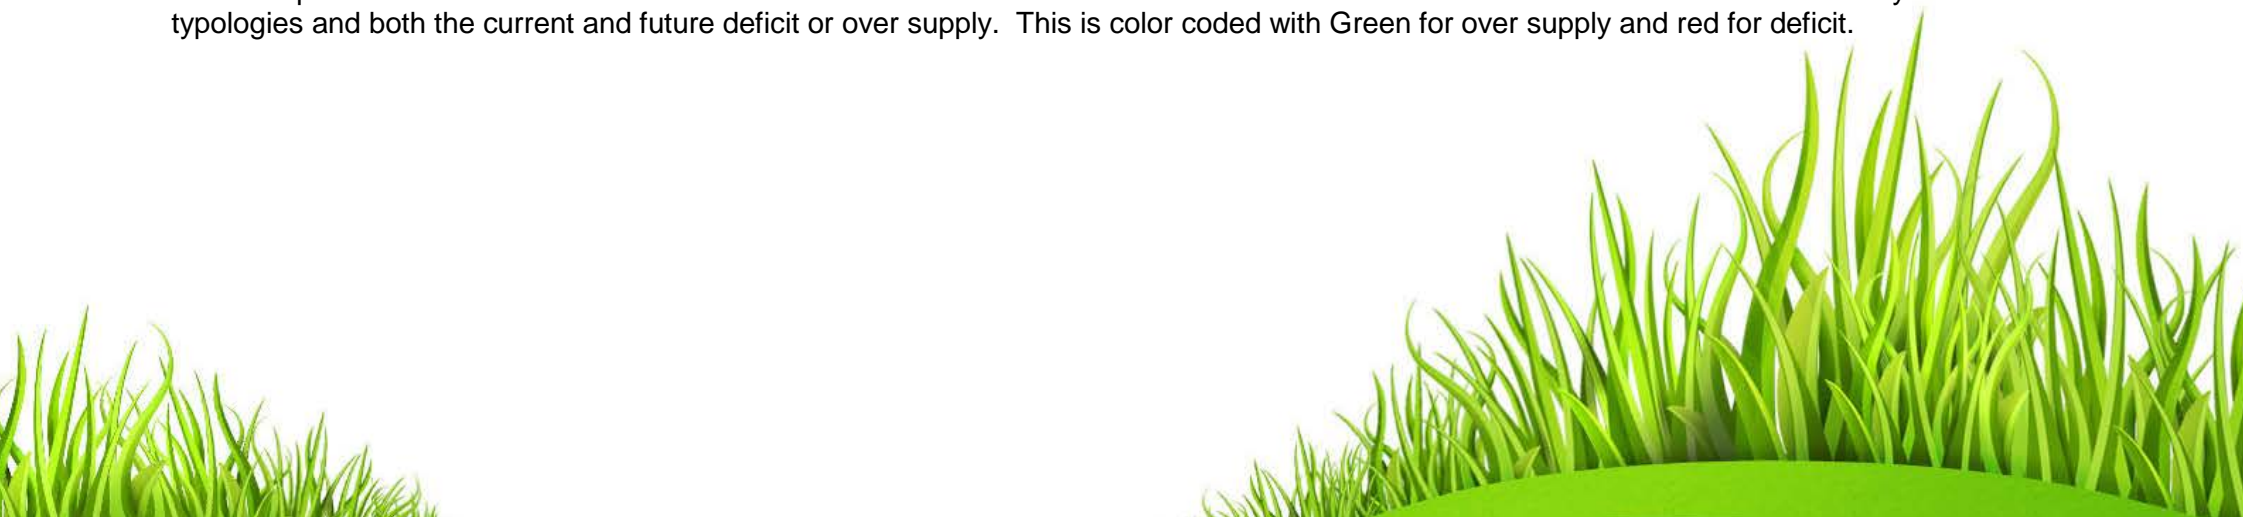 typologies and both the current and future deficit or over supply.  This is color coded with Green for over supply and red for deficit.